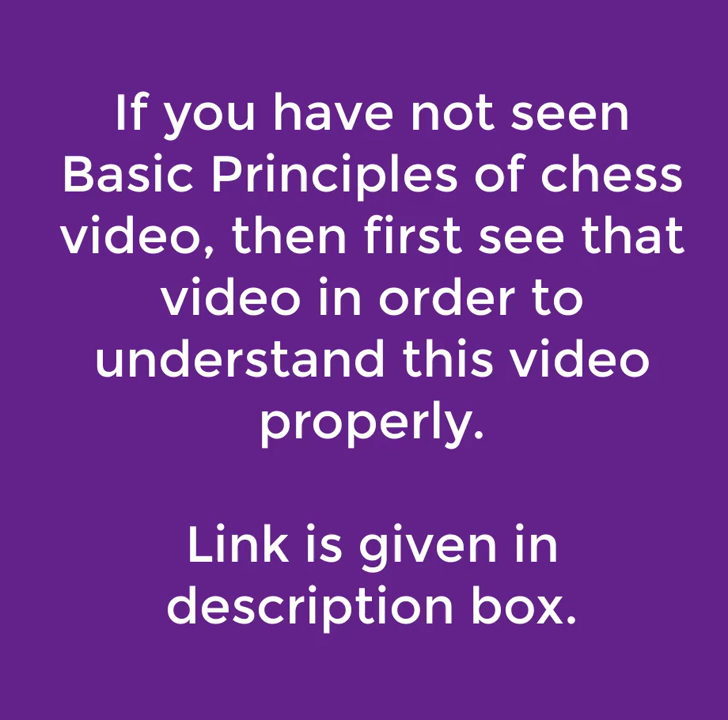 If you have not seen
Basic Principles of chess
video, then first see that
video in order to
understand this video
properly.
Link is given in
description box.